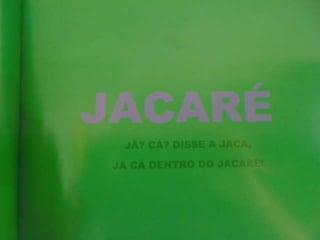 JACARÉ
JÁ? CÁ? DISSE A JACA,
JÁ CÁ DENTRO DO JACARÉ!